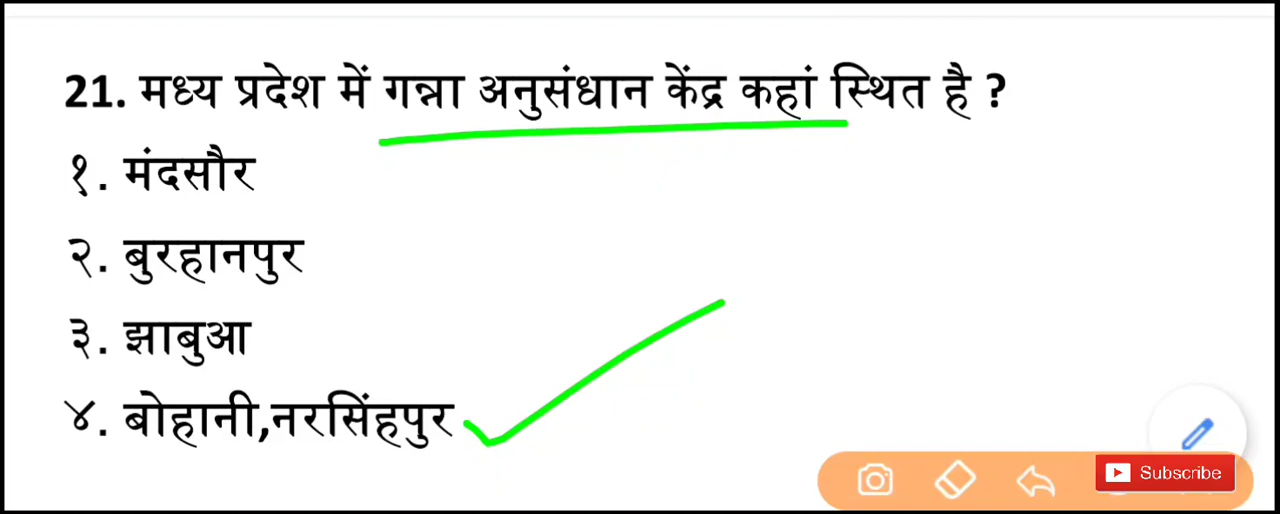 21. मध्य प्रदेश में गन्ना अनुसंधान केंद्र कहां स्थित है ?
१. मंदसौर
२. बुरहानपुर
३. झाबुआ
४. बोहानी,नरसिंहपुर
Subscribe